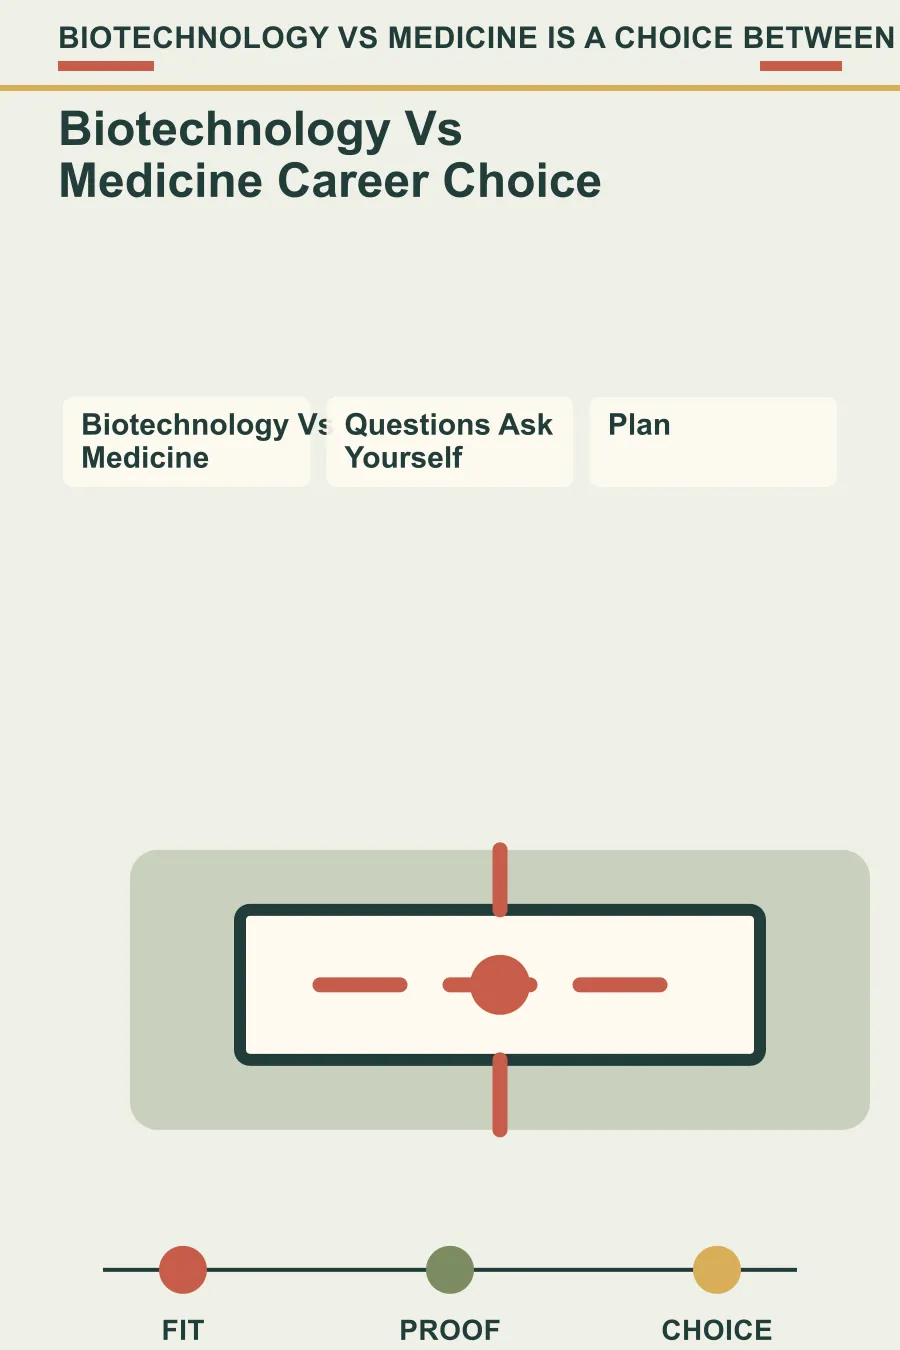 BIOTECHNOLOGY VS MEDICINE IS A CHOICE BETWEEN
Biotechnology Vs
Medicine Career Choice
Biotechnology Vs
Medicine
Questions Ask
Yourself
Plan
FIT
PROOF
CHOICE